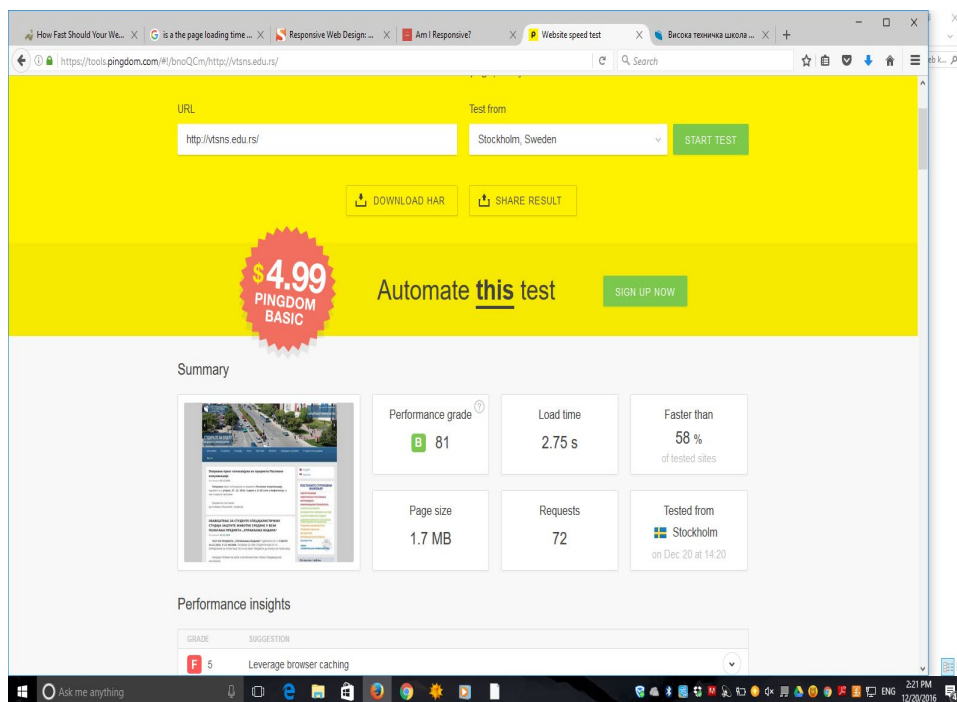 How Fast Should Your We...
is a the page loading time ...
Responsive Web Design: ...
Am I Responsive?
Website speed test
Висока техничка школа ...
https://tools.pingdom.com/#!/bnoQCm/http://vtsns.edu.rs/
Search
URL
Test from
http://vtsns.edu.rs/
Stockholm, Sweden
START TEST
DOWNLOAD HAR
SHARE RESULT
$4.99
PINGDOM
BASIC
Automate this test
SIGN UP NOW
Summary
Performance grade ?
B 81
Load time
2.75 s
Faster than
58 %
of tested sites
Page size
1.7 MB
Requests
72
Tested from
Stockholm
on Dec 20 at 14:20
Performance insights
GRADE SUGGESTION
F 5 Leverage browser caching
Ask me anything
ENG
2:21 PM
12/20/2016